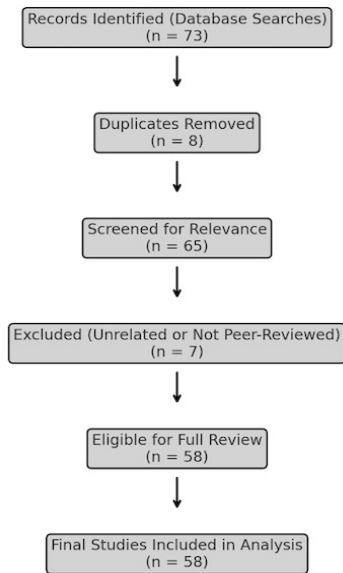 Records Identified (Database Searches)
(n = 73)
Duplicates Removed
(n = 8)
Screened for Relevance
(n = 65)
Excluded (Unrelated or Not Peer-Reviewed)
(n = 7)
Eligible for Full Review
(n = 58)
Final Studies Included in Analysis
(n = 58)